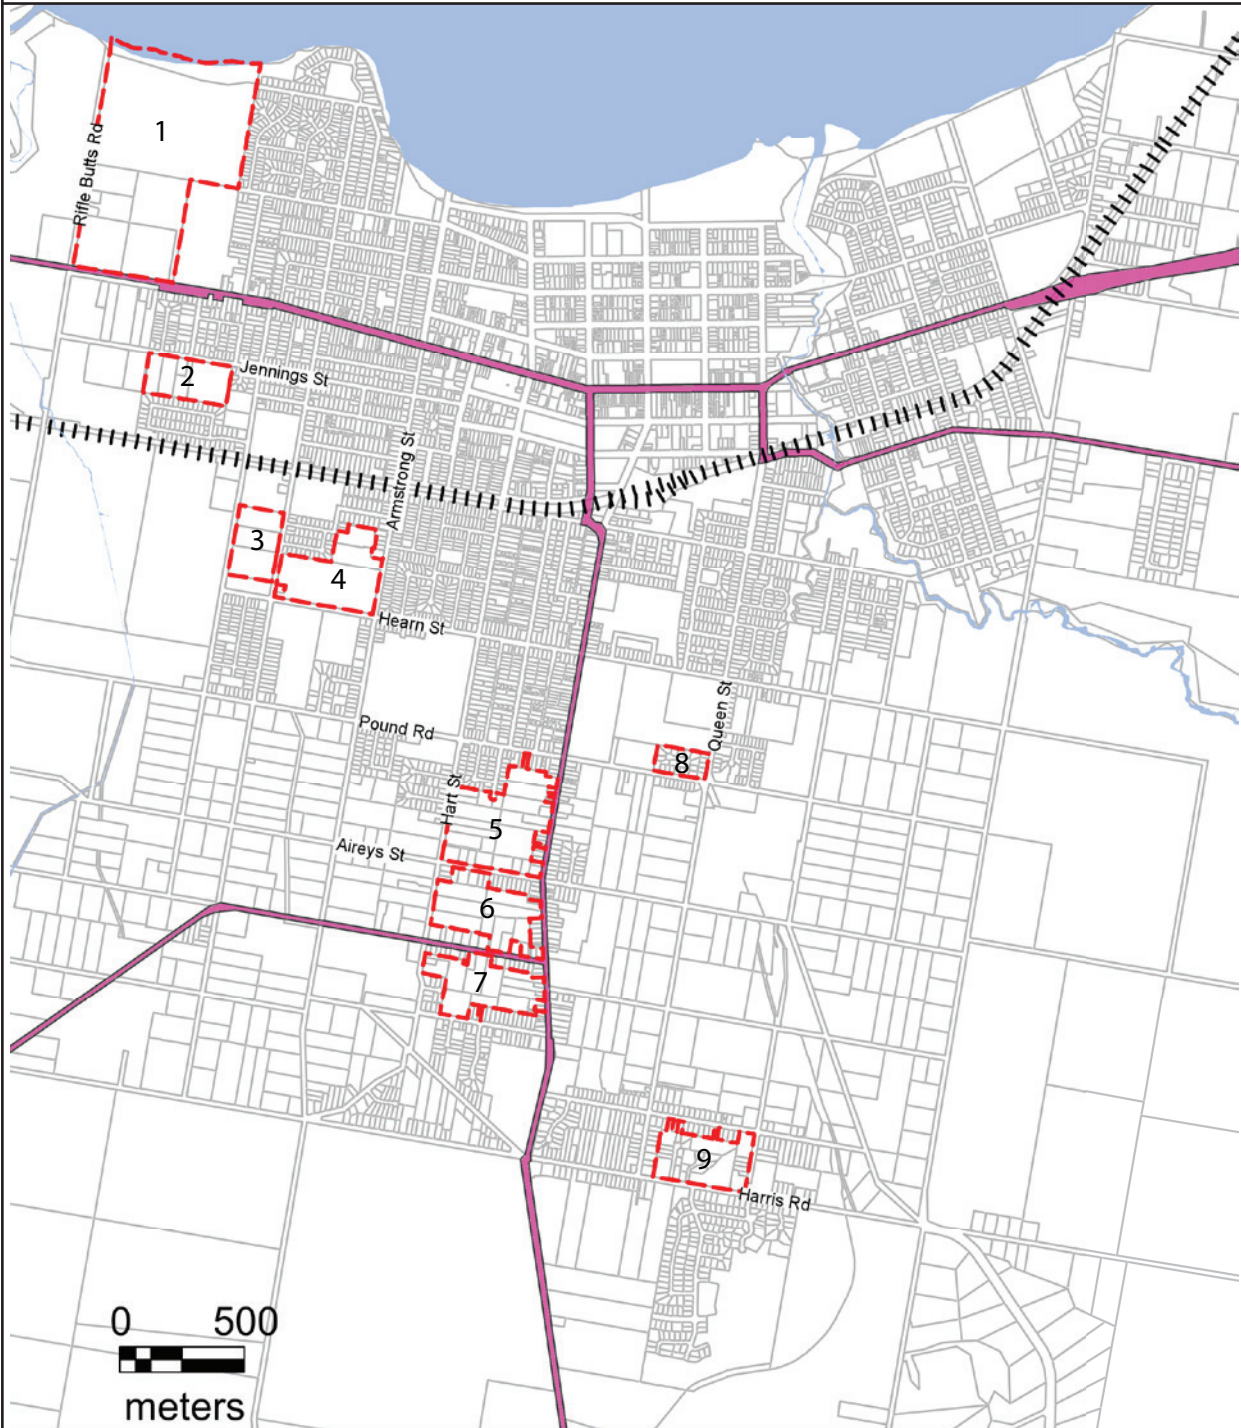 1
Rifle Butts Rd
2
Jennings St
Armstrong St
3
4
Hearn St
Queen St
Pound Rd
8
Hart St
5
Aireys St
6
7
9
Harris Rd
0 500
meters